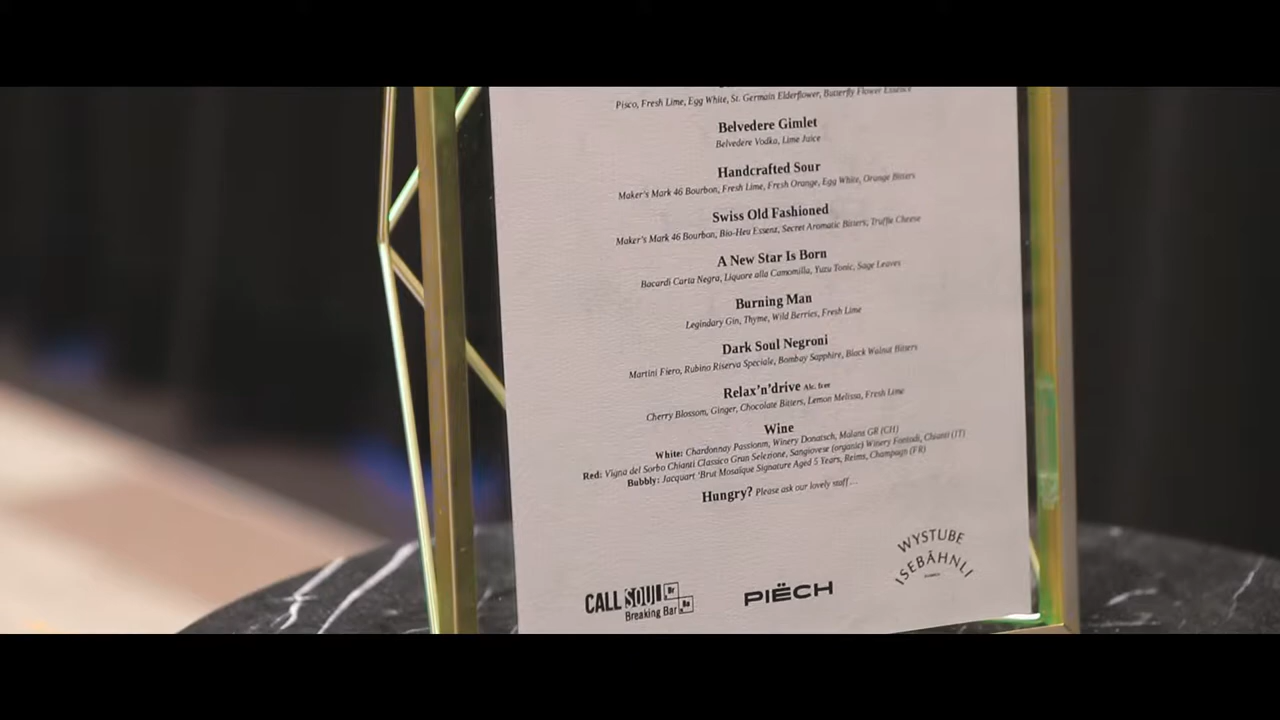 Pisco, Fresh Lime, Egg White, St. Germain Elderflower, Butterfly Flower Essence
Belvedere Gimlet
Belvedere Vodka, Lime Juice
Handcrafted Sour
Maker's Mark 46 Bourbon, Fresh Lime, Fresh Orange, Egg White, Orange Bitters
Swiss Old Fashioned
Maker's Mark 46 Bourbon, Bio-Heu Essenz, Secret Aromatic Bitters, Truffle Cheese
A New Star Is Born
Bacardi Carta Negra, Liquore alla Camomilla, Yuzu Tonic, Sage Leaves
Burning Man
Legindary Gin, Thyme, Wild Berries, Fresh Lime
Dark Soul Negroni
Martini Fiero, Rubino Riserva Speciale, Bombay Sapphire, Black Walnut Bitters
Relax'n'drive Alc. free
Cherry Blossom, Ginger, Chocolate Bitters, Lemon Melissa, Fresh Lime
Wine
White: Chardonnay Passionm, Winery Donatsch, Malans GR (CH)
Red: Vigna del Sorbo Chianti Classico Gran Selezione, Sangiovese (organic) Winery Fontodi, Chianti (IT)
Bubbly: Jacquart 'Brut Mosaïque Signature Aged 5 Years, Reims, Champagn (FR)
Hungry? Please ask our lovely staff…
CALL SOUL Br
Breaking Bar Ba
PIËCH
WYSTUBE
ISEBÄHNLI